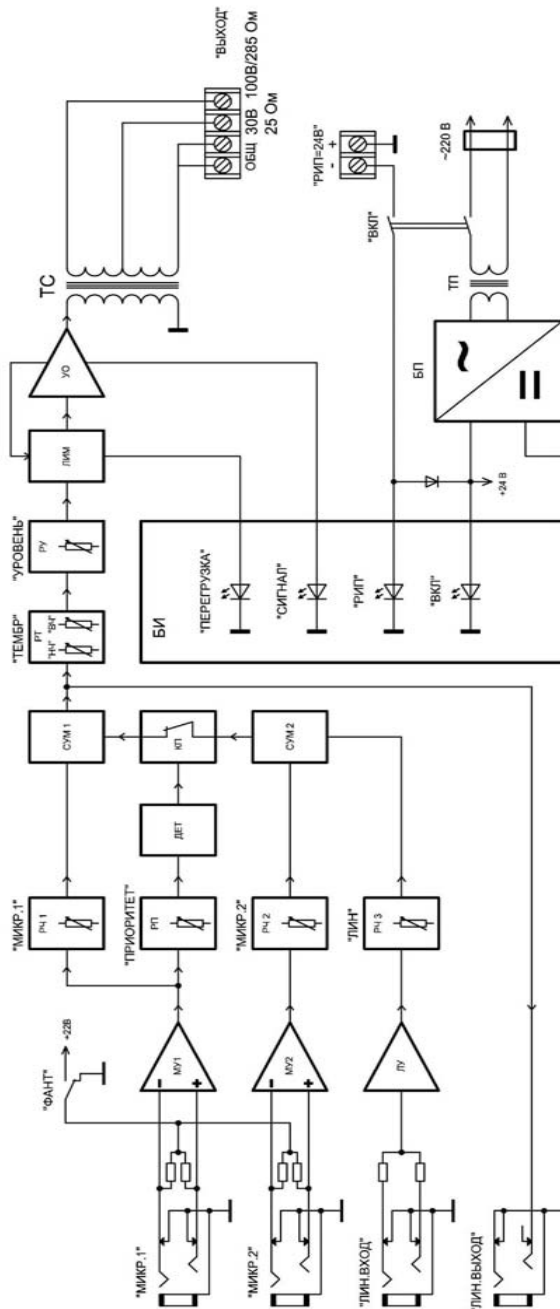 "МИКР.1"
"ФАНТ"
+22В
МУ1
"МИКР.1"
РЧ 1
"ПРИОРИТЕТ"
РП
ДЕТ
КП
СУМ 1
"ТЕМБР"
РТ
"НЧ" "ВЧ"
"УРОВЕНЬ"
РУ
ЛИМ
УО
ТС
"ВЫХОД"
ОБЩ 30В 100В/285 Ом
25 Ом
"МИКР.2"
МУ2
"МИКР.2"
РЧ 2
СУМ 2
"ЛИН.ВХОД"
ЛУ
"ЛИН"
РЧ 3
"ЛИН.ВЫХОД"
БИ
"ПЕРЕГРУЗКА"
"СИГНАЛ"
"РИП"
"ВКЛ"
+24 В
"РИП=24В"
- +
"ВКЛ"
БП
~
=
ТП
~220 В
- +
- +